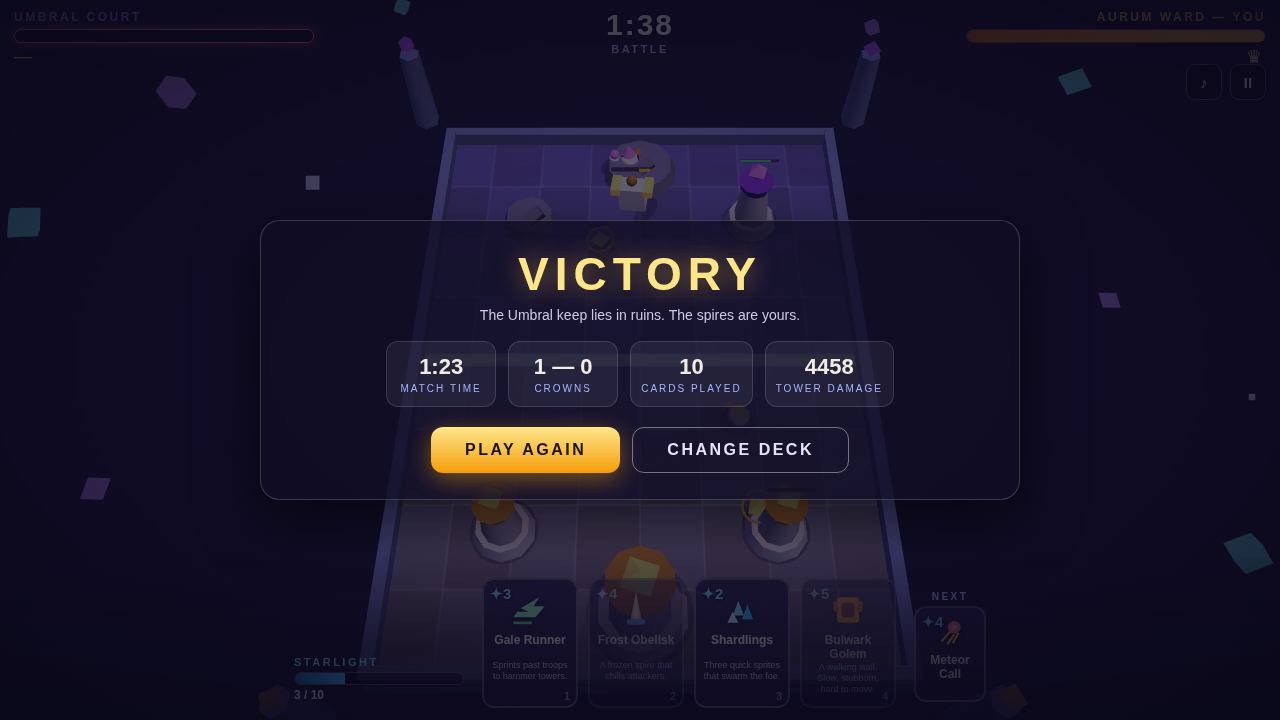 UMBRAL COURT
—
1:38
BATTLE
AURUM WARD — YOU
♛
♪
VICTORY
The Umbral keep lies in ruins. The spires are yours.
1:23
MATCH TIME
1 — 0
CROWNS
10
CARDS PLAYED
4458
TOWER DAMAGE
PLAY AGAIN
CHANGE DECK
STARLIGHT
3 / 10
✦3
Gale Runner
Sprints past troops
to hammer towers.
1
✦4
Frost Obelisk
A frozen spire that
chills attackers.
2
✦2
Shardlings
Three quick sprites
that swarm the foe.
3
✦5
Bulwark
Golem
A walking wall.
Slow, stubborn,
hard to move.
4
NEXT
✦4
Meteor
Call